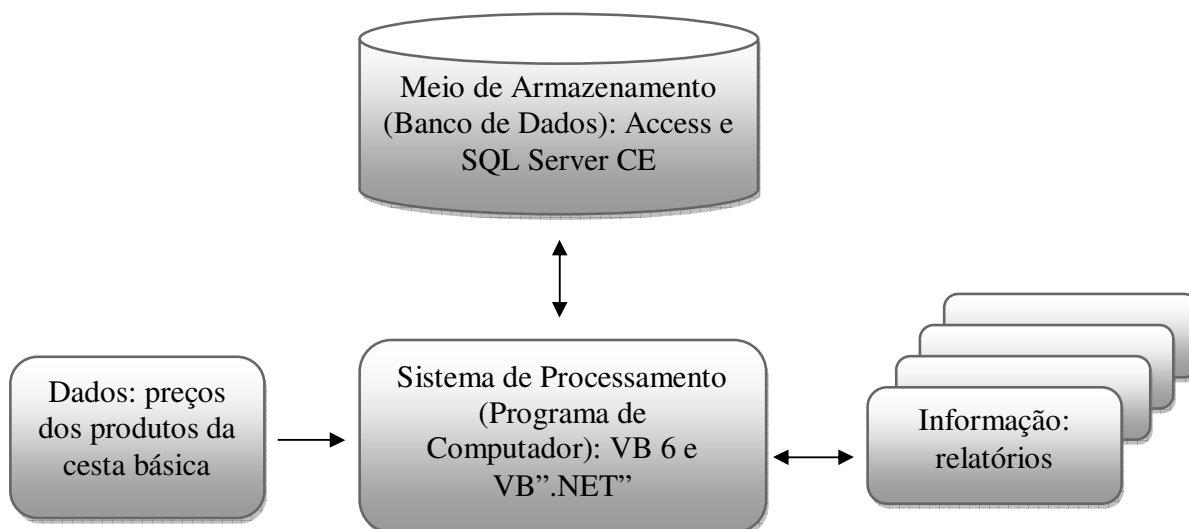 Meio de Armazenamento
(Banco de Dados): Access e
SQL Server CE
Dados: preços
dos produtos da
cesta básica
Sistema de Processamento
(Programa de
Computador): VB 6 e
VB”.NET”
Informação:
relatórios